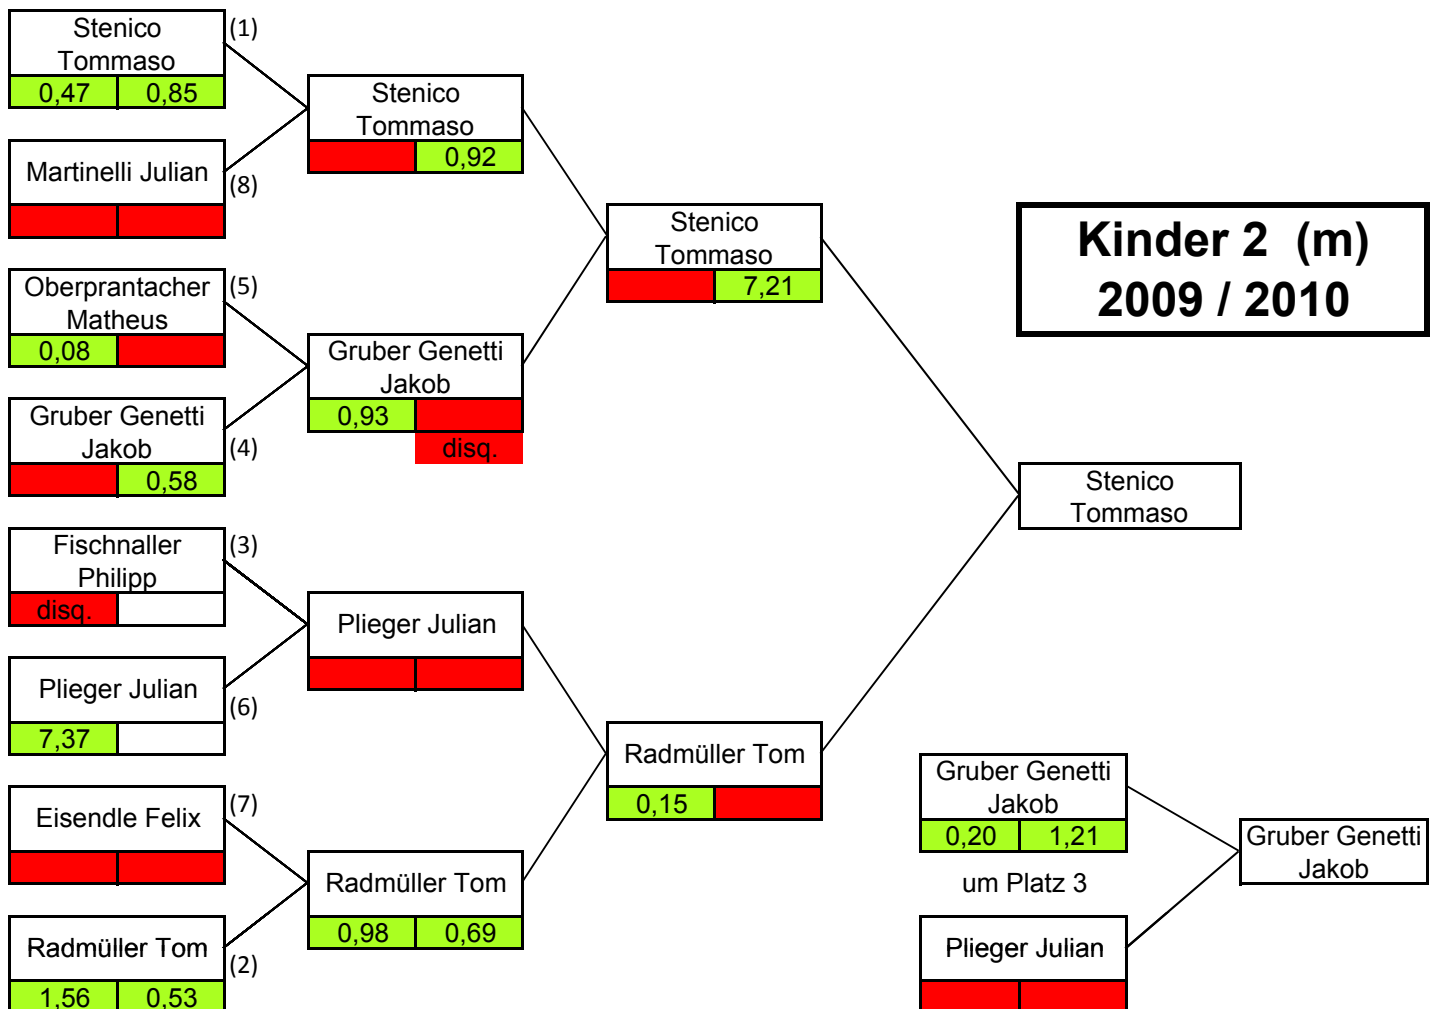 Stenico
Tommaso
(1)
0,47 0,85
Martinelli Julian
(8)
Oberprantacher
Matheus
(5)
0,08
Gruber Genetti
Jakob
(4)
0,58
Fischnaller
Philipp
(3)
disq.
Plieger Julian
(6)
7,37
Eisendle Felix
(7)
Radmüller Tom
(2)
1,56 0,53
Stenico
Tommaso
0,92
Gruber Genetti
Jakob
0,93
disq.
Plieger Julian
Radmüller Tom
0,98 0,69
Stenico
Tommaso
7,21
Radmüller Tom
0,15
Kinder 2 (m)
2009 / 2010
Stenico
Tommaso
Gruber Genetti
Jakob
0,20 1,21
um Platz 3
Plieger Julian
Gruber Genetti
Jakob